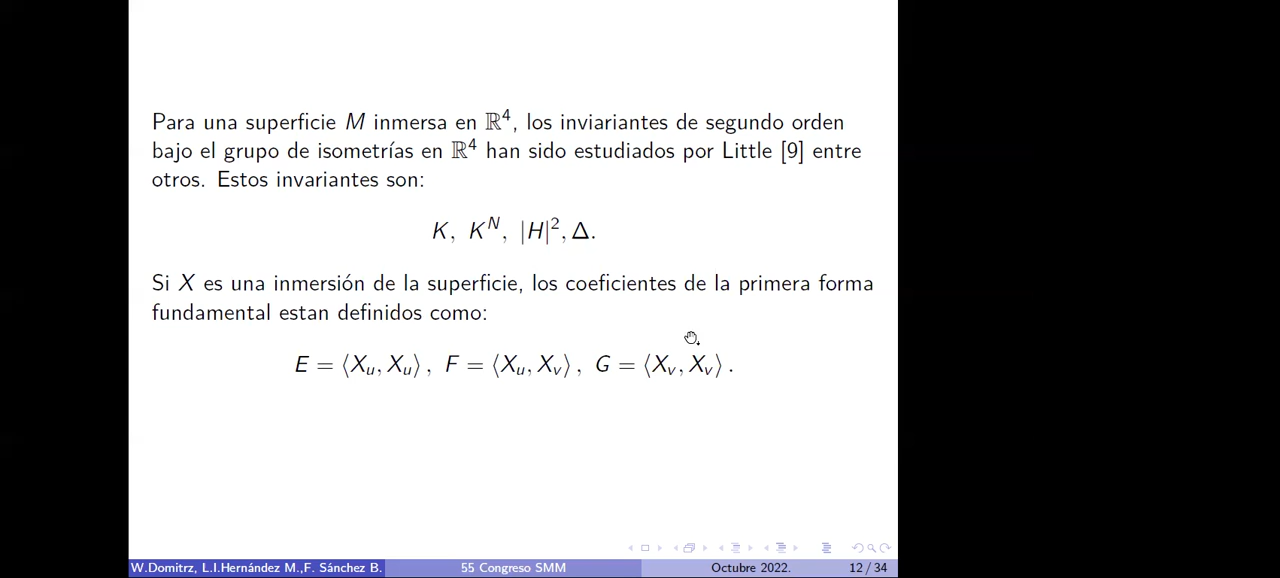 Para una superficie M inmersa en ℝ⁴, los inviariantes de segundo orden
bajo el grupo de isometrías en ℝ⁴ han sido estudiados por Little [9] entre
otros. Estos invariantes son:
K, K^N, |H|², Δ.
Si X es una inmersión de la superficie, los coeficientes de la primera forma
fundamental estan definidos como:
E = ⟨X_u, X_u⟩, F = ⟨X_u, X_v⟩, G = ⟨X_v, X_v⟩.
W.Domitrz, L.I.Hernández M.,F. Sánchez B. 55 Congreso SMM Octubre 2022. 12 / 34